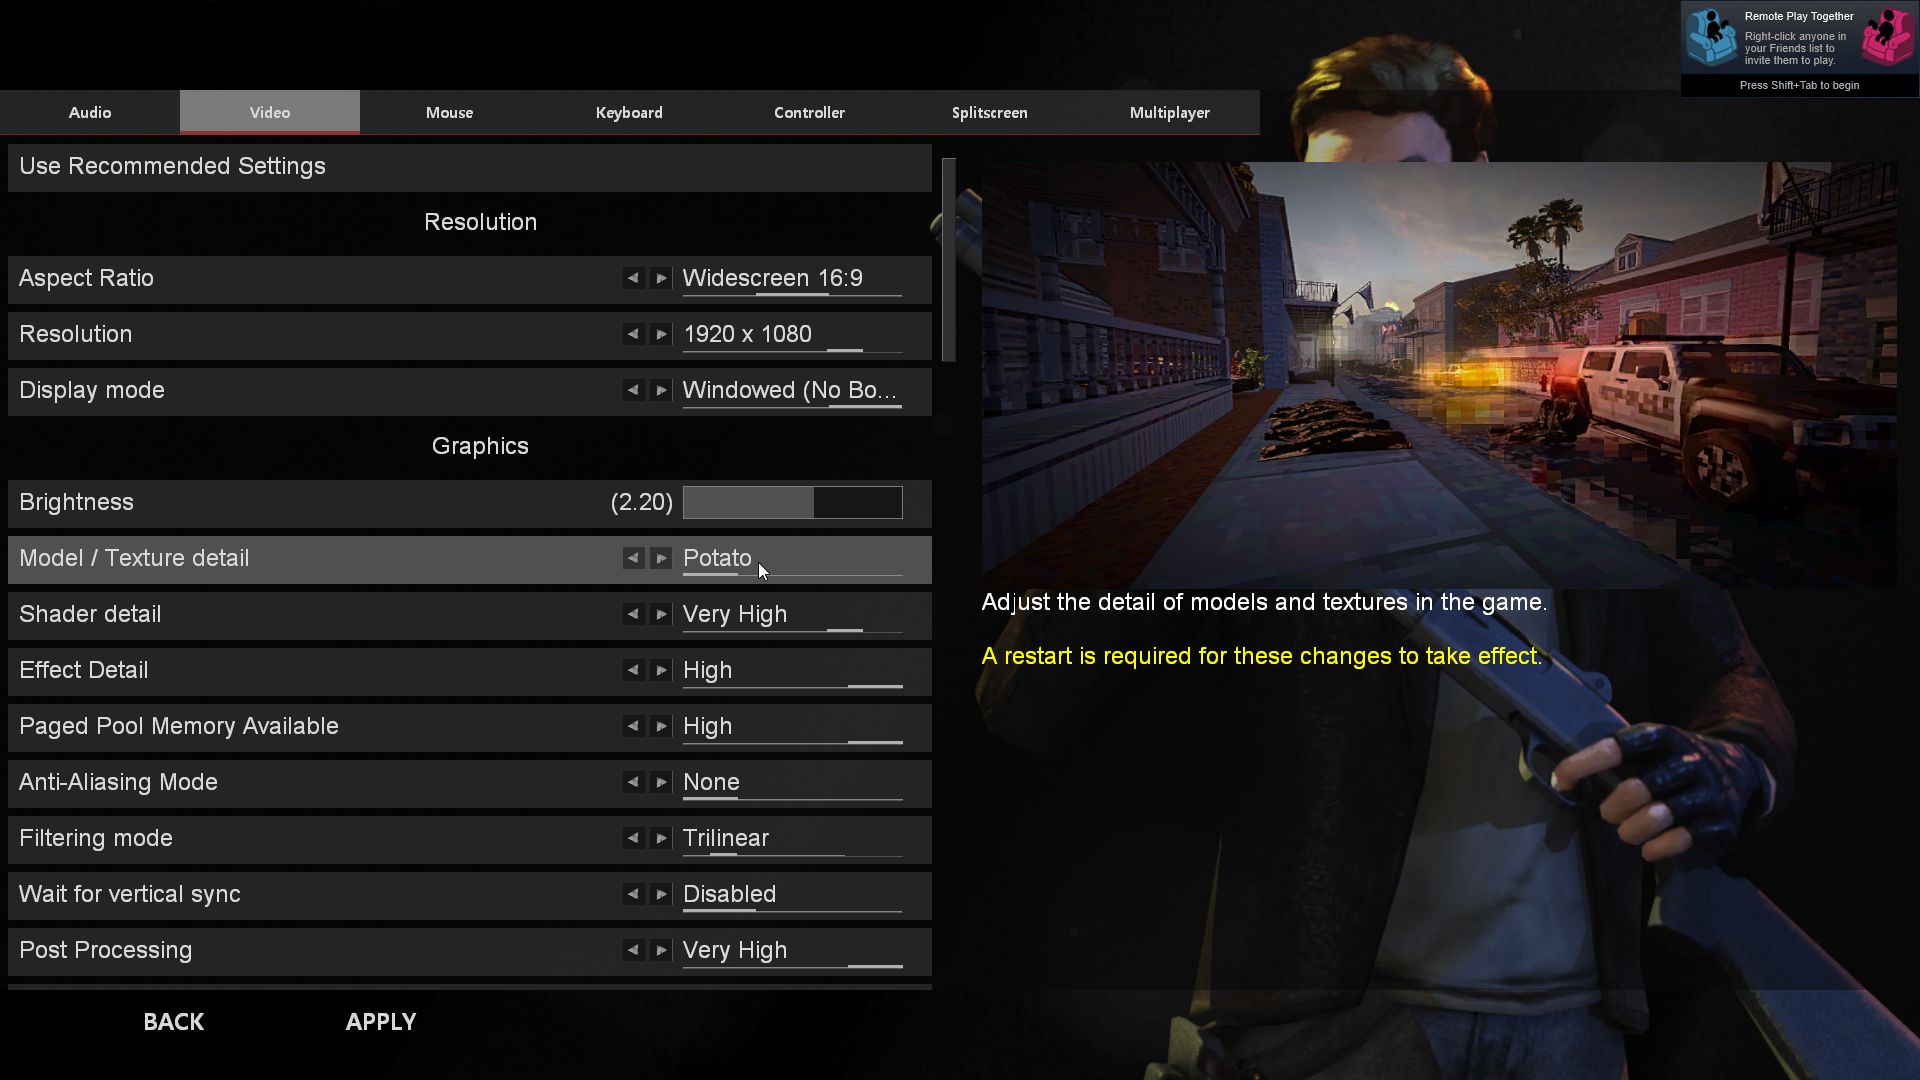 Remote Play Together
Right-click anyone in
your Friends list to
invite them to play.
Press Shift+Tab to begin
Audio
Video
Mouse
Keyboard
Controller
Splitscreen
Multiplayer
Use Recommended Settings
Resolution
Aspect Ratio
Widescreen 16:9
Resolution
1920 x 1080
Display mode
Windowed (No Bo...
Graphics
Brightness
(2.20)
Model / Texture detail
Potato
Shader detail
Very High
Effect Detail
High
Paged Pool Memory Available
High
Anti-Aliasing Mode
None
Filtering mode
Trilinear
Wait for vertical sync
Disabled
Post Processing
Very High
Adjust the detail of models and textures in the game.
A restart is required for these changes to take effect.
BACK
APPLY